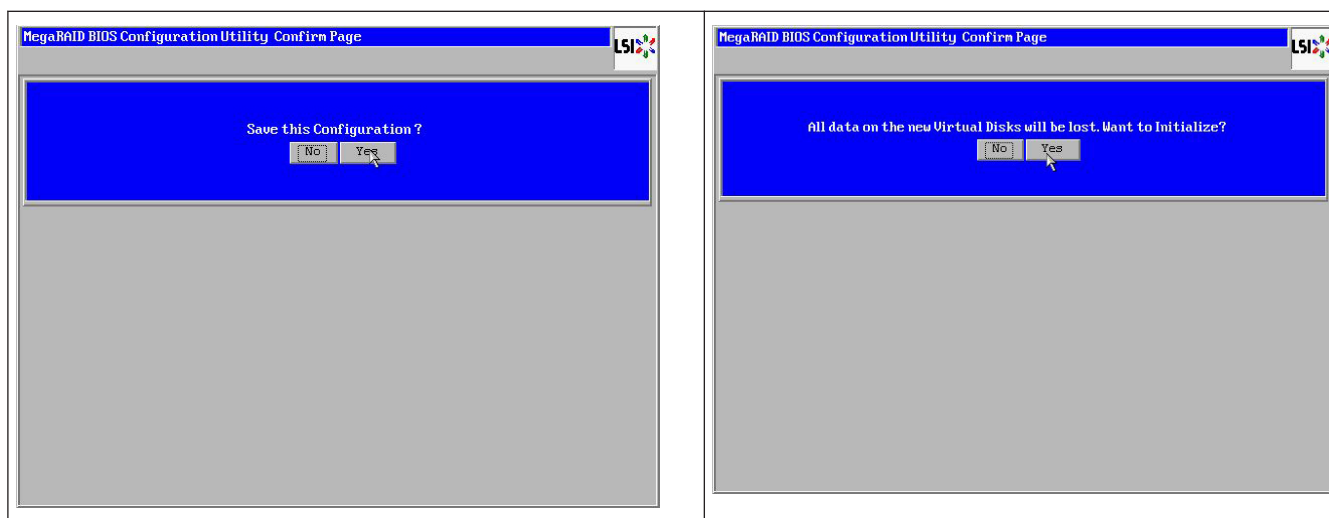 MegaRAID BIOS Configuration Utility Confirm Page
LSI
Save this Configuration ?
No Yes
MegaRAID BIOS Configuration Utility Confirm Page
LSI
All data on the new Virtual Disks will be lost. Want to Initialize?
No Yes